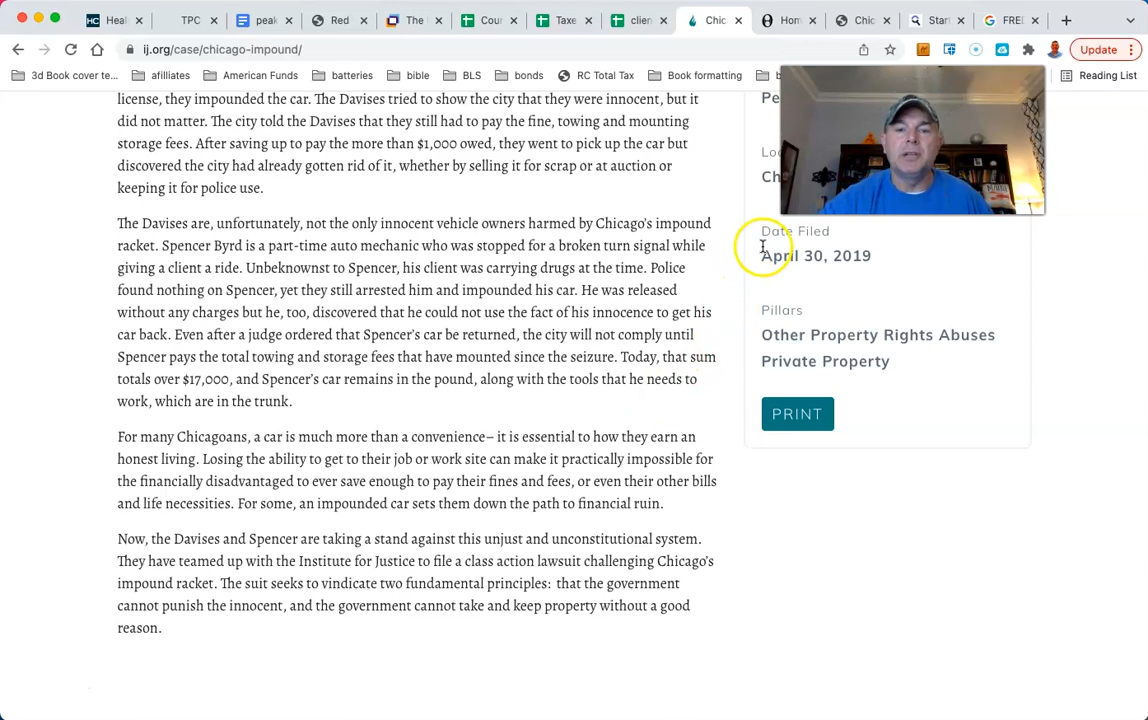 Heal
TPC
peak
Red
The
Cour
Taxe
clien
Chic
Hom
Chic
Start
FRE
ij.org/case/chicago-impound/
Update
3d Book cover te...
afilliates
American Funds
batteries
bible
BLS
bonds
RC Total Tax
Book formatting
b
Reading List
license, they impounded the car. The Davises tried to show the city that they were innocent, but it
did not matter. The city told the Davises that they still had to pay the fine, towing and mounting
storage fees. After saving up to pay the more than $1,000 owed, they went to pick up the car but
discovered the city had already gotten rid of it, whether by selling it for scrap or at auction or
keeping it for police use.
The Davises are, unfortunately, not the only innocent vehicle owners harmed by Chicago's impound
racket. Spencer Byrd is a part-time auto mechanic who was stopped for a broken turn signal while
giving a client a ride. Unbeknownst to Spencer, his client was carrying drugs at the time. Police
found nothing on Spencer, yet they still arrested him and impounded his car. He was released
without any charges but he, too, discovered that he could not use the fact of his innocence to get his
car back. Even after a judge ordered that Spencer's car be returned, the city will not comply until
Spencer pays the total towing and storage fees that have mounted since the seizure. Today, that sum
totals over $17,000, and Spencer's car remains in the pound, along with the tools that he needs to
work, which are in the trunk.
For many Chicagoans, a car is much more than a convenience– it is essential to how they earn an
honest living. Losing the ability to get to their job or work site can make it practically impossible for
the financially disadvantaged to ever save enough to pay their fines and fees, or even their other bills
and life necessities. For some, an impounded car sets them down the path to financial ruin.
Now, the Davises and Spencer are taking a stand against this unjust and unconstitutional system.
They have teamed up with the Institute for Justice to file a class action lawsuit challenging Chicago's
impound racket. The suit seeks to vindicate two fundamental principles: that the government
cannot punish the innocent, and the government cannot take and keep property without a good
reason.
Pe
Loc
Ch
Date Filed
April 30, 2019
Pillars
Other Property Rights Abuses
Private Property
PRINT